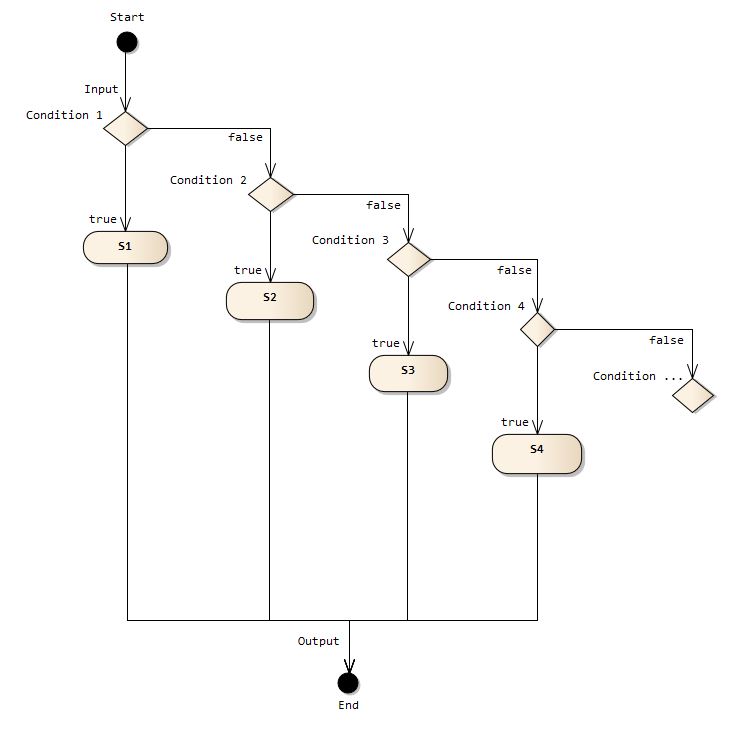 Start
Input
Condition 1
false
Condition 2
false
true
S1
Condition 3
false
true
S2
Condition 4
false
true
S3
Condition ...
true
S4
Output
End